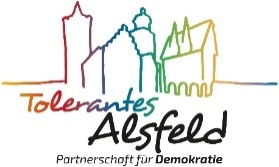 Tolerantes
Alsfeld
Partnerschaft für Demokratie